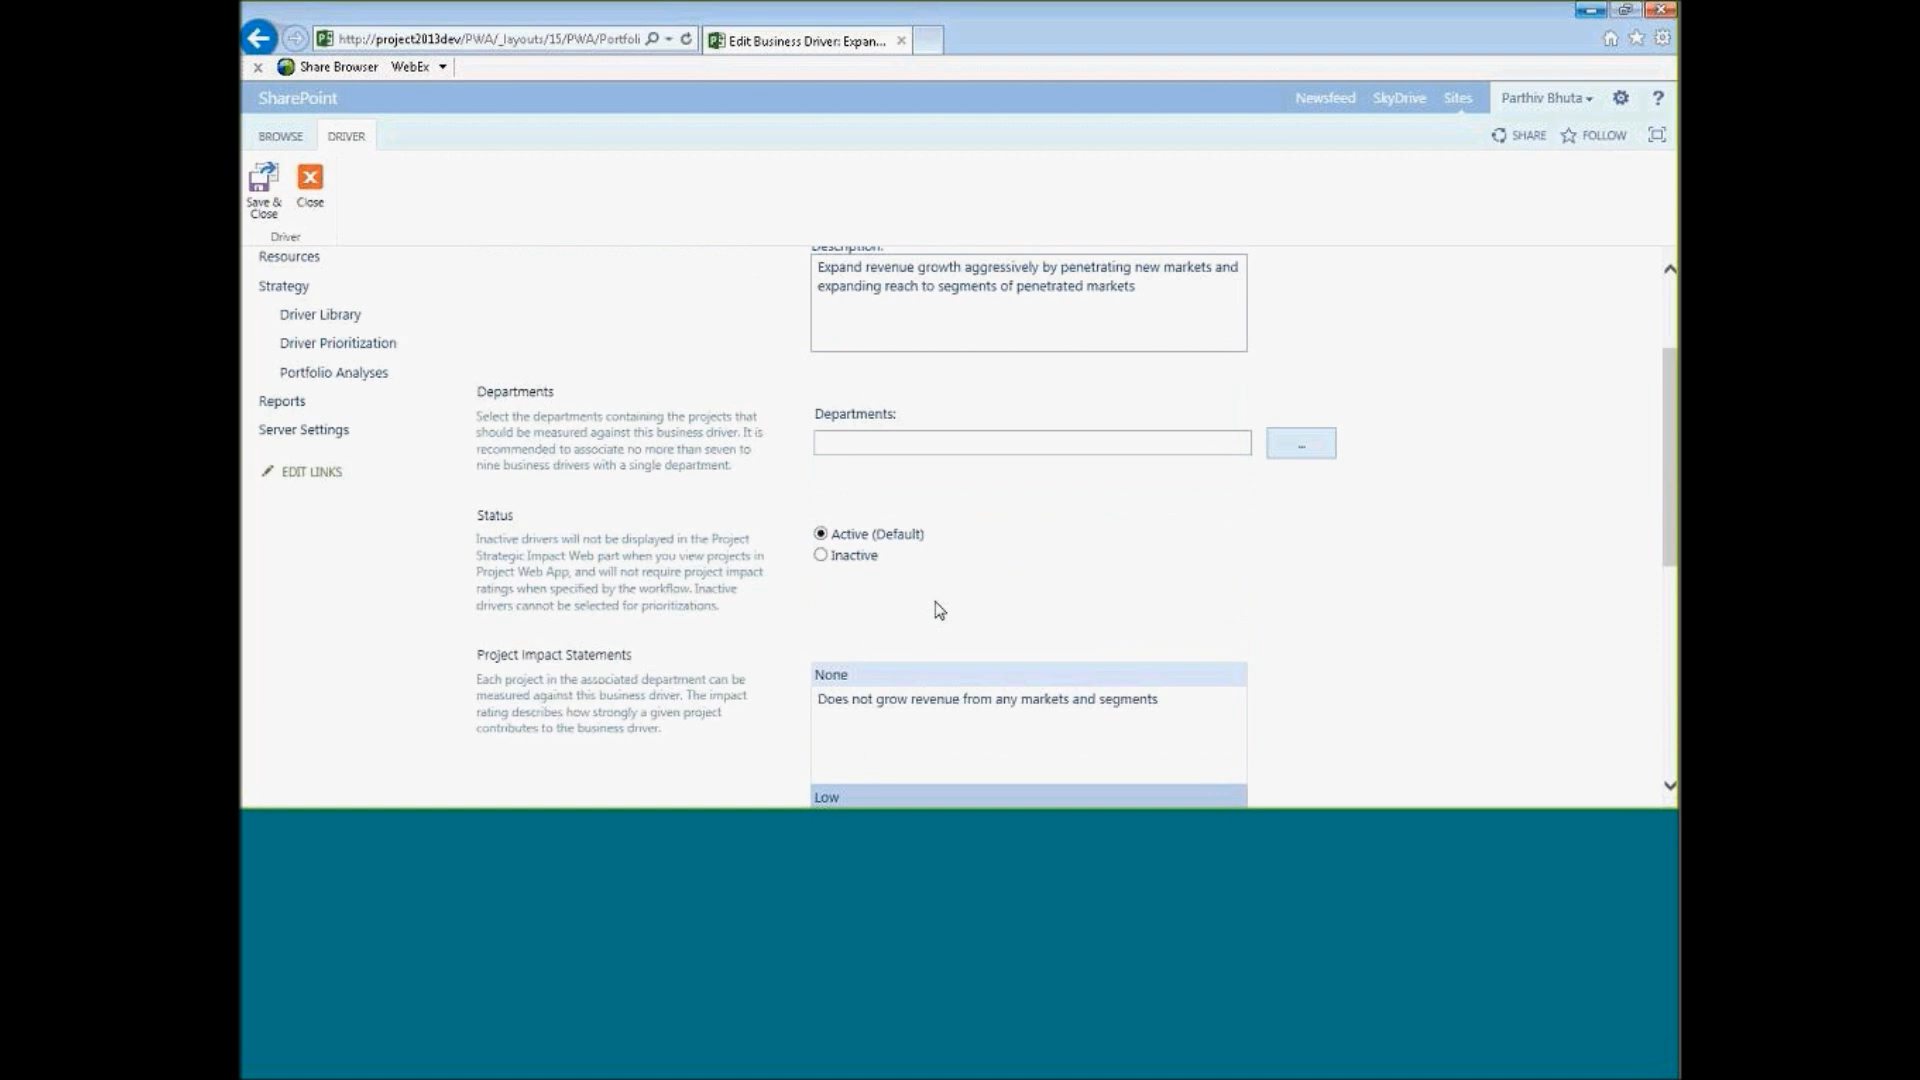 http://project2013dev/PWA/_layouts/15/PWA/Portfoli
Edit Business Driver: Expan...
Share Browser
WebEx
SharePoint
Newsfeed
SkyDrive
Sites
Parthiv Bhuta
?
BROWSE
DRIVER
SHARE
FOLLOW
Save &
Close
Close
Driver
Resources
Strategy
Driver Library
Driver Prioritization
Portfolio Analyses
Reports
Server Settings
EDIT LINKS
Description:
Expand revenue growth aggressively by penetrating new markets and
expanding reach to segments of penetrated markets
Departments
Select the departments containing the projects that
should be measured against this business driver. It is
recommended to associate no more than seven to
nine business drivers with a single department.
Departments:
...
Status
Inactive drivers will not be displayed in the Project
Strategic Impact Web part when you view projects in
Project Web App, and will not require project impact
ratings when specified by the workflow. Inactive
drivers cannot be selected for prioritizations.
Active (Default)
Inactive
Project Impact Statements
Each project in the associated department can be
measured against this business driver. The impact
rating describes how strongly a given project
contributes to the business driver.
None
Does not grow revenue from any markets and segments
Low